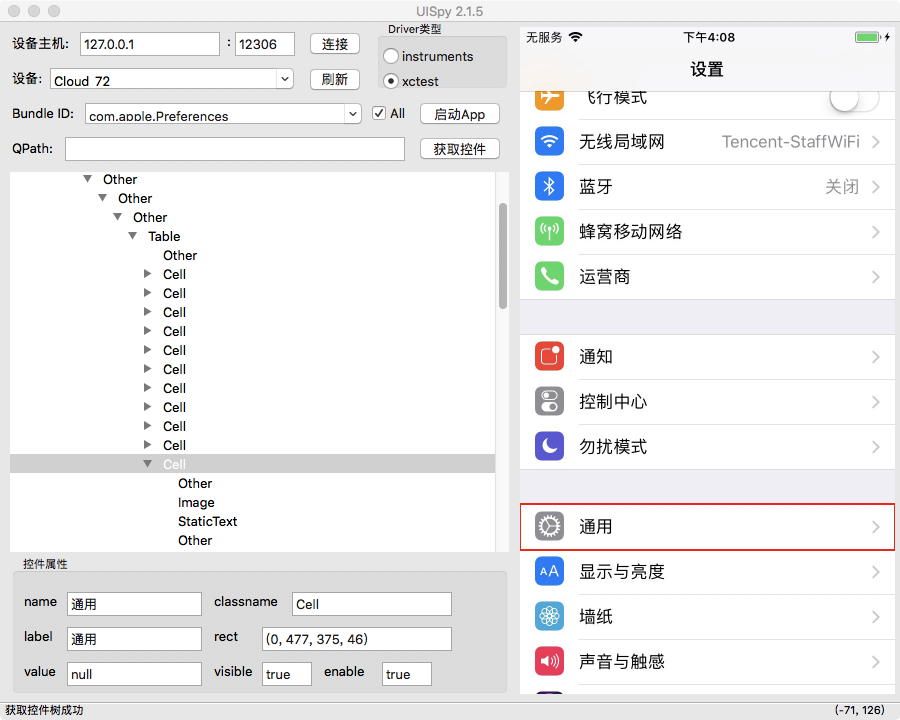 UISpy 2.1.5
设备主机:
127.0.0.1
:
12306
连接
Driver类型
instruments
xctest
设备:
Cloud 72
刷新
Bundle ID:
com.apple.Preferences
All
启动App
QPath:
获取控件
Other
Other
Other
Table
Other
Cell
Cell
Cell
Cell
Cell
Cell
Cell
Cell
Cell
Cell
Cell
Other
Image
StaticText
Other
控件属性
name
通用
classname
Cell
label
通用
rect
(0, 477, 375, 46)
value
null
visible
true
enable
true
获取控件树成功
(-71, 126)
无服务
下午4:08
设置
飞行模式
无线局域网
Tencent-StaffWiFi
蓝牙
关闭
蜂窝移动网络
运营商
通知
控制中心
勿扰模式
通用
AA
显示与亮度
墙纸
声音与触感